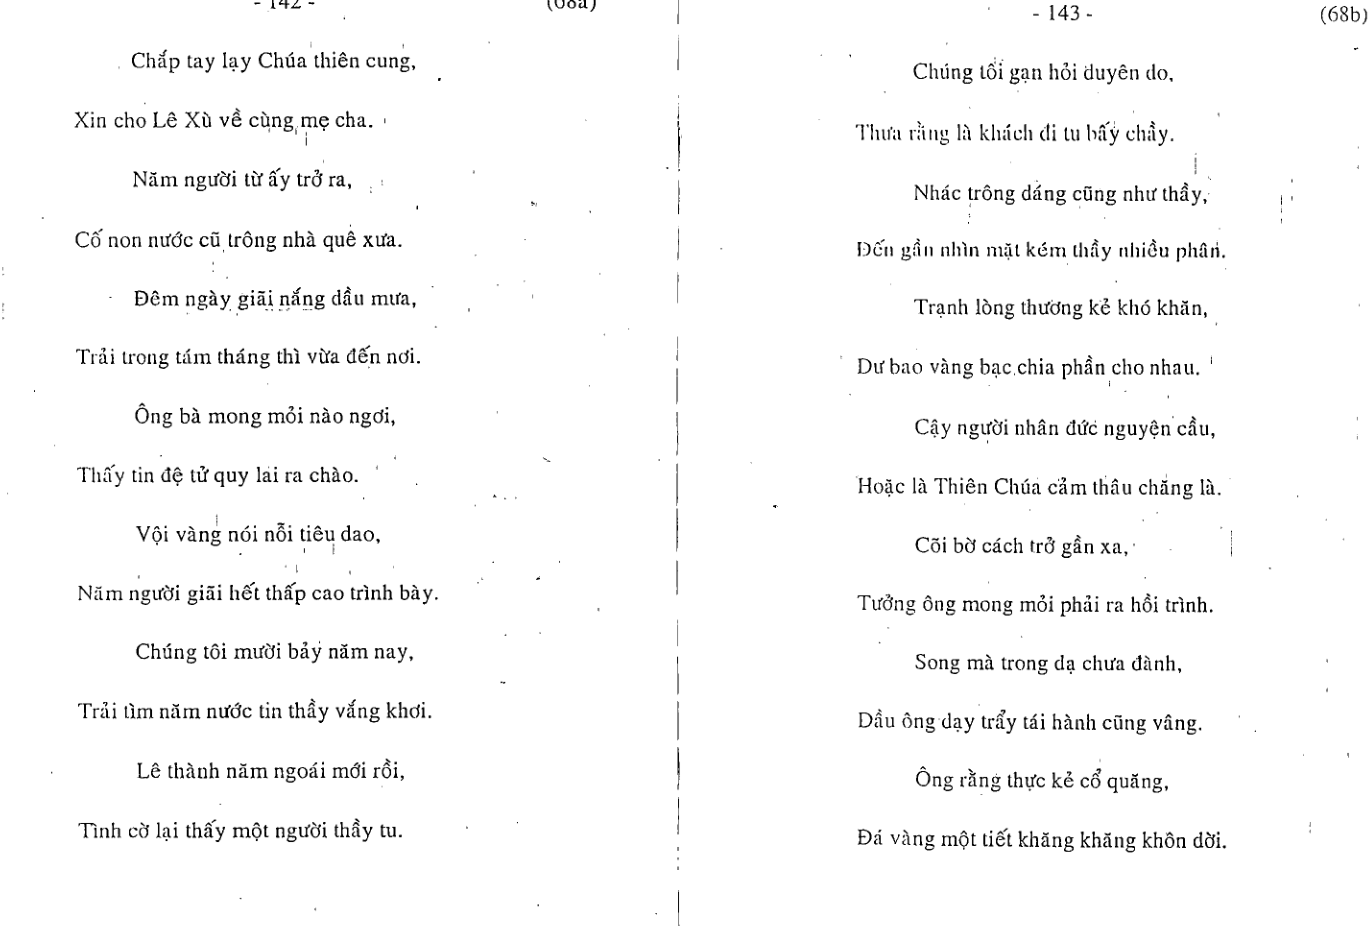 - 142 -
(68a)
Chắp tay lạy Chúa thiên cung,
Xin cho Lê Xù về cùng mẹ cha.
Năm người từ ấy trở ra,
Cố non nước cũ trông nhà quê xưa.
Đêm ngày giãi nắng dầu mưa,
Trải trong tám tháng thì vừa đến nơi.
Ông bà mong mỏi nào ngơi,
Thấy tin đệ tử quy lai ra chào.
Vội vàng nói nỗi tiêu dao,
Năm người giãi hết thấp cao trình bày.
Chúng tôi mười bảy năm nay,
Trải tìm năm nước tin thầy vắng khơi.
Lê thành năm ngoái mới rồi,
Tình cờ lại thấy một người thầy tu.
- 143 -
(68b)
Chúng tôi gạn hỏi duyên do,
Thưa rằng là khách đi tu bấy chầy.
Nhác trông dáng cũng như thầy,
Đến gần nhìn mặt kém thầy nhiều phân.
Trạnh lòng thương kẻ khó khăn,
Dư bao vàng bạc chia phần cho nhau.
Cậy người nhân đức nguyện cầu,
Hoặc là Thiên Chúa cảm thâu chăng là.
Cõi bờ cách trở gần xa,
Tưởng ông mong mỏi phải ra hồi trình.
Song mà trong dạ chưa đành,
Dầu ông dạy trẩy tái hành cũng vâng.
Ông rằng thực kẻ cổ quăng,
Đá vàng một tiết khăng khăng khôn dời.